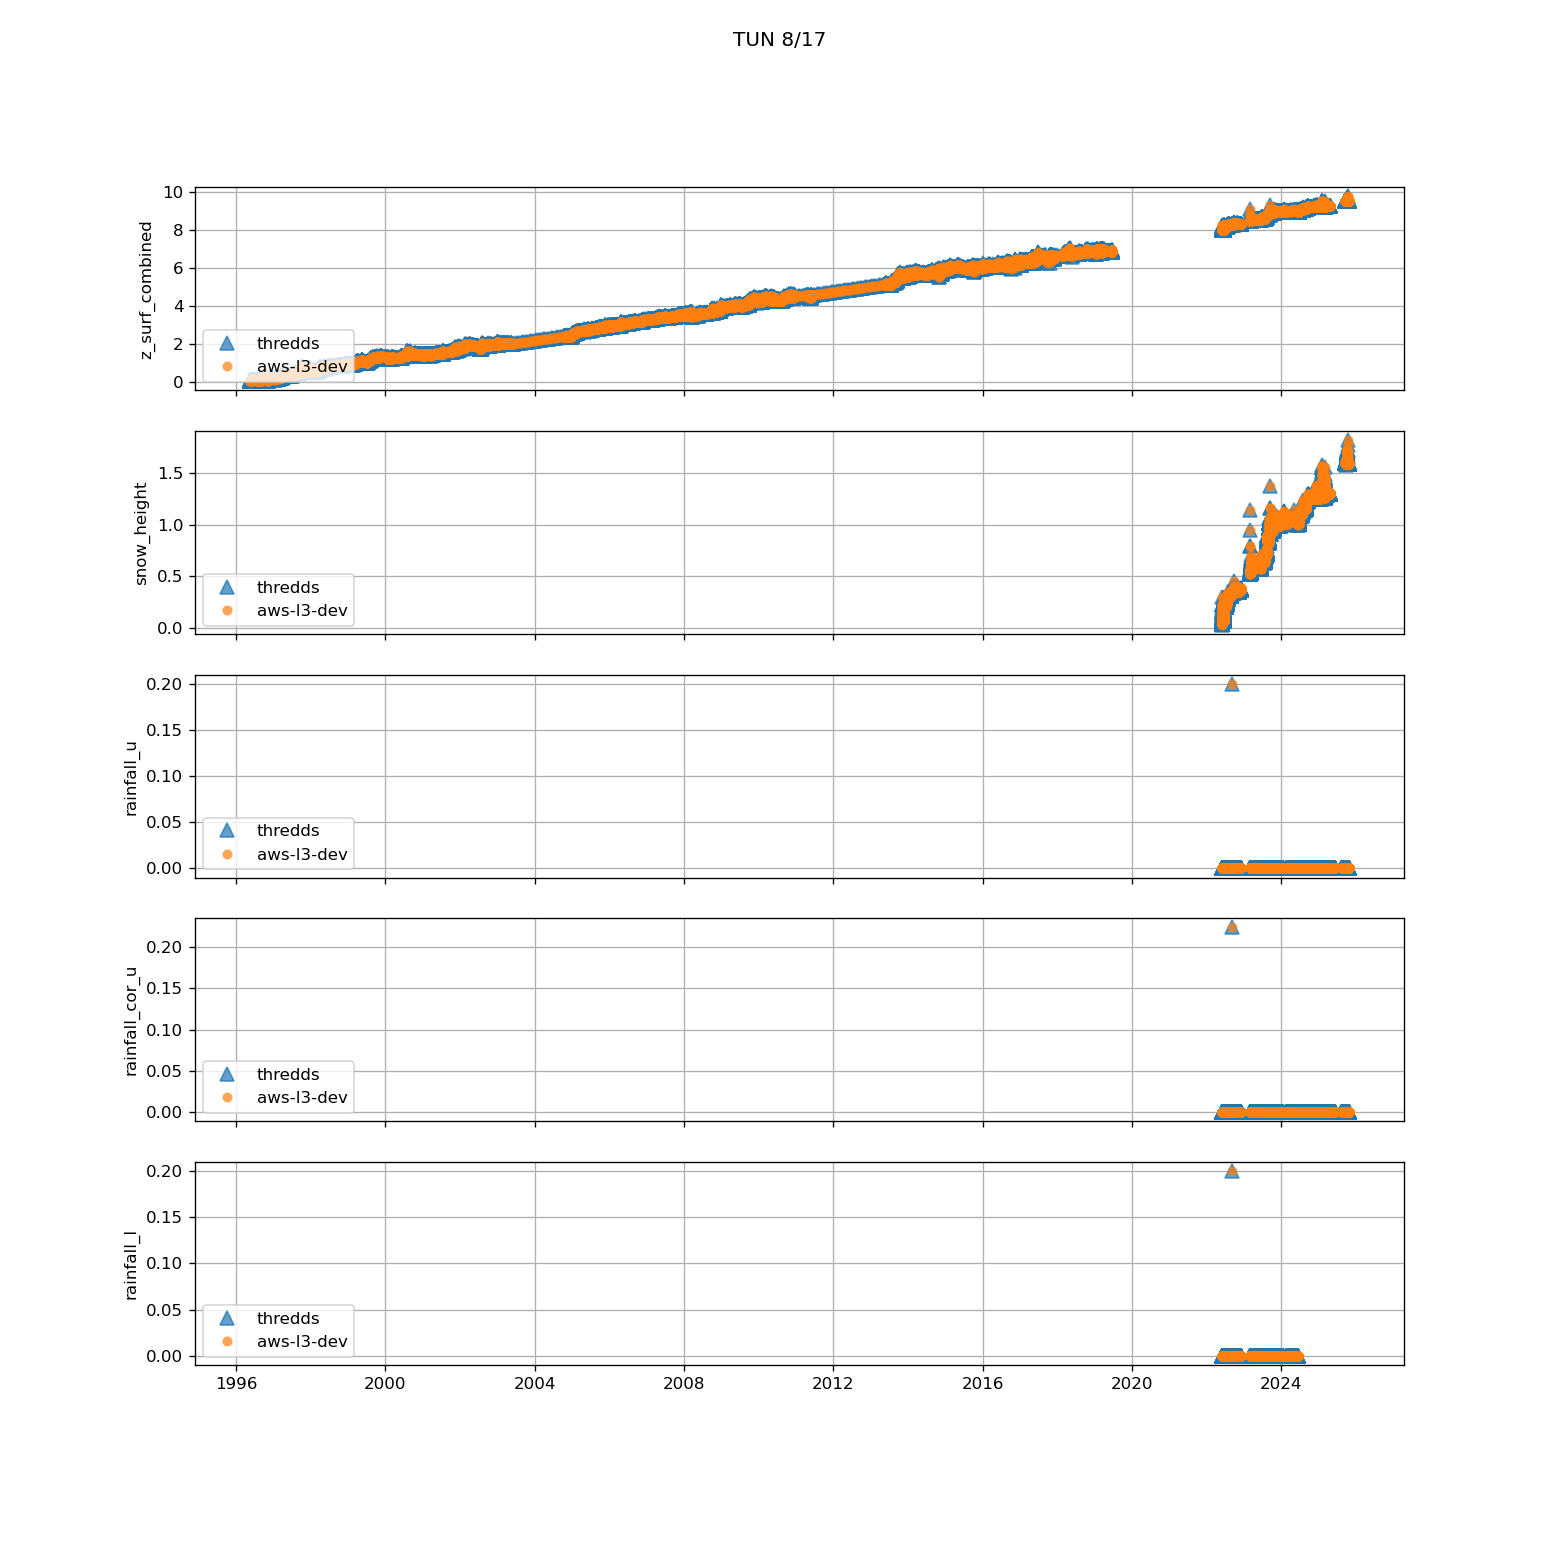 TUN 8/17
10
8
6
4
2
0
z_surf_combined
thredds
aws-l3-dev
1.5
1.0
0.5
0.0
snow_height
thredds
aws-l3-dev
0.20
0.15
0.10
0.05
0.00
rainfall_u
thredds
aws-l3-dev
0.20
0.15
0.10
0.05
0.00
rainfall_cor_u
thredds
aws-l3-dev
0.20
0.15
0.10
0.05
0.00
rainfall_l
thredds
aws-l3-dev
1996 2000 2004 2008 2012 2016 2020 2024